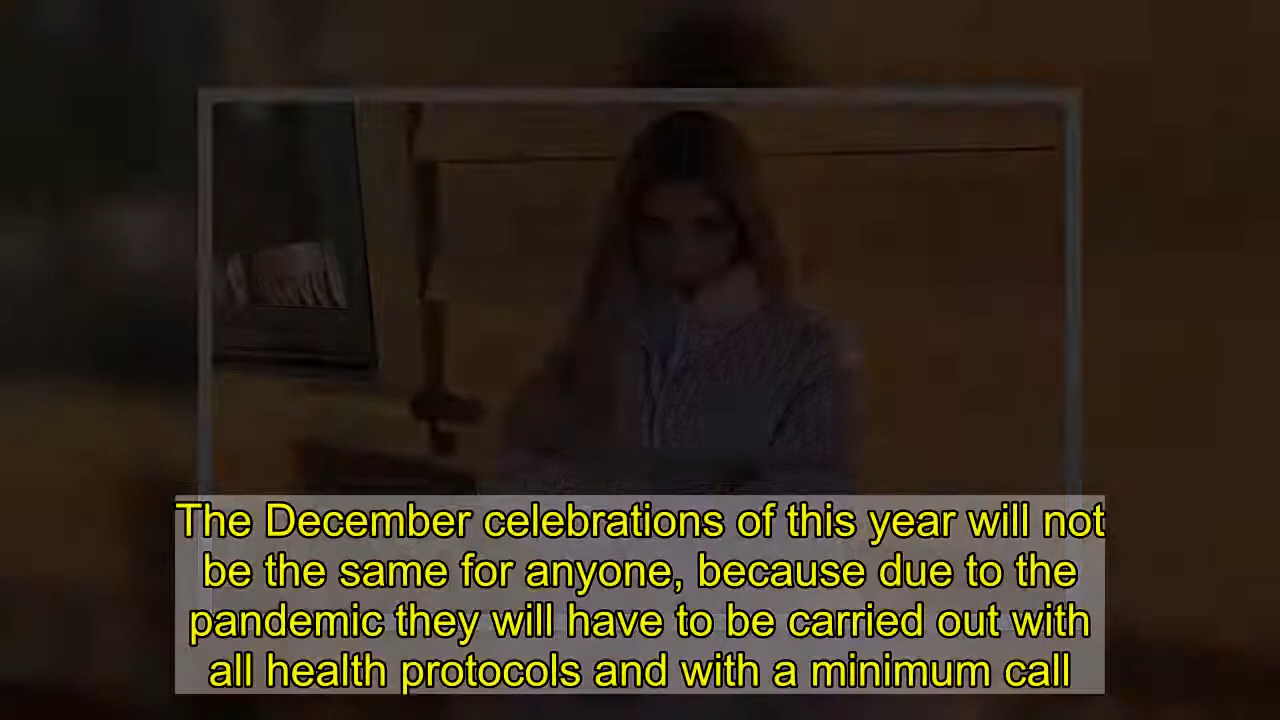 The December celebrations of this year will not
be the same for anyone, because due to the
pandemic they will have to be carried out with
all health protocols and with a minimum call